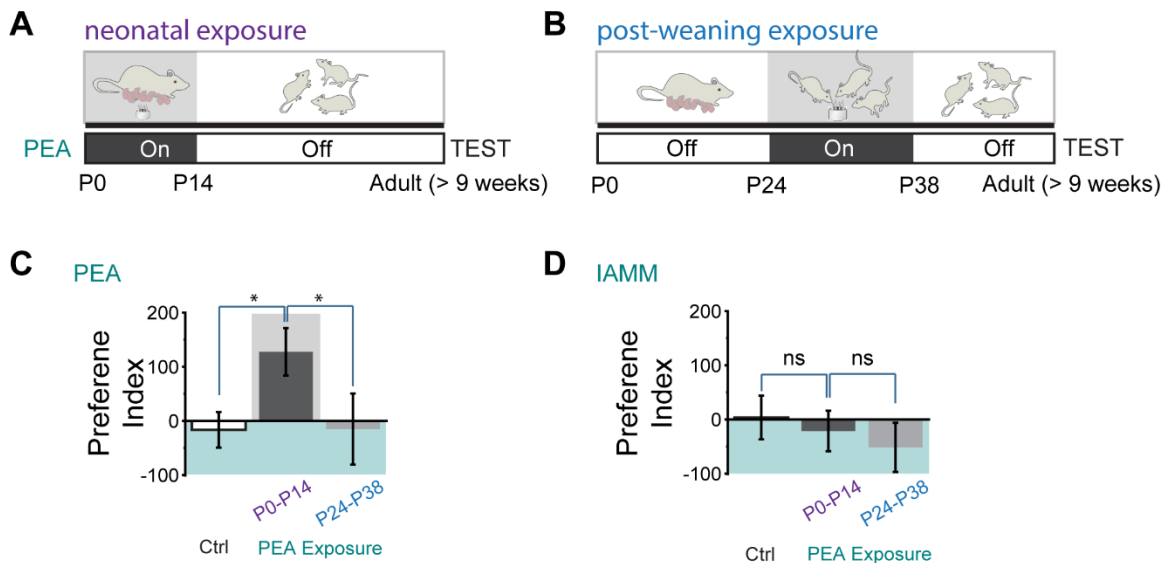 A neonatal exposure
PEA On Off TEST
P0 P14 Adult (> 9 weeks)
B post-weaning exposure
Off On Off TEST
P0 P24 P38 Adult (> 9 weeks)
C PEA
* *
200
100
0
-100
Preferene
Index
P0-P14
P24-P38
Ctrl PEA Exposure
D IAMM
ns ns
200
100
0
-100
Preferene
Index
P0-P14
P24-P38
Ctrl PEA Exposure